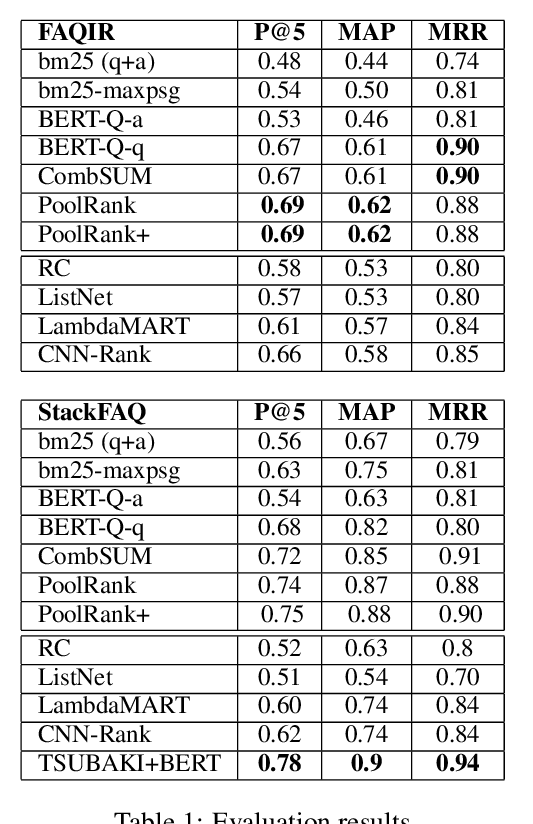 FAQIR P@5 MAP MRR
bm25 (q+a) 0.48 0.44 0.74
bm25-maxpsg 0.54 0.50 0.81
BERT-Q-a 0.53 0.46 0.81
BERT-Q-q 0.67 0.61 0.90
CombSUM 0.67 0.61 0.90
PoolRank 0.69 0.62 0.88
PoolRank+ 0.69 0.62 0.88
RC 0.58 0.53 0.80
ListNet 0.57 0.53 0.80
LambdaMART 0.61 0.57 0.84
CNN-Rank 0.66 0.58 0.85
StackFAQ P@5 MAP MRR
bm25 (q+a) 0.56 0.67 0.79
bm25-maxpsg 0.63 0.75 0.81
BERT-Q-a 0.54 0.63 0.81
BERT-Q-q 0.68 0.82 0.80
CombSUM 0.72 0.85 0.91
PoolRank 0.74 0.87 0.88
PoolRank+ 0.75 0.88 0.90
RC 0.52 0.63 0.8
ListNet 0.51 0.54 0.70
LambdaMART 0.60 0.74 0.84
CNN-Rank 0.62 0.74 0.84
TSUBAKI+BERT 0.78 0.9 0.94
Table 1: Evaluation results